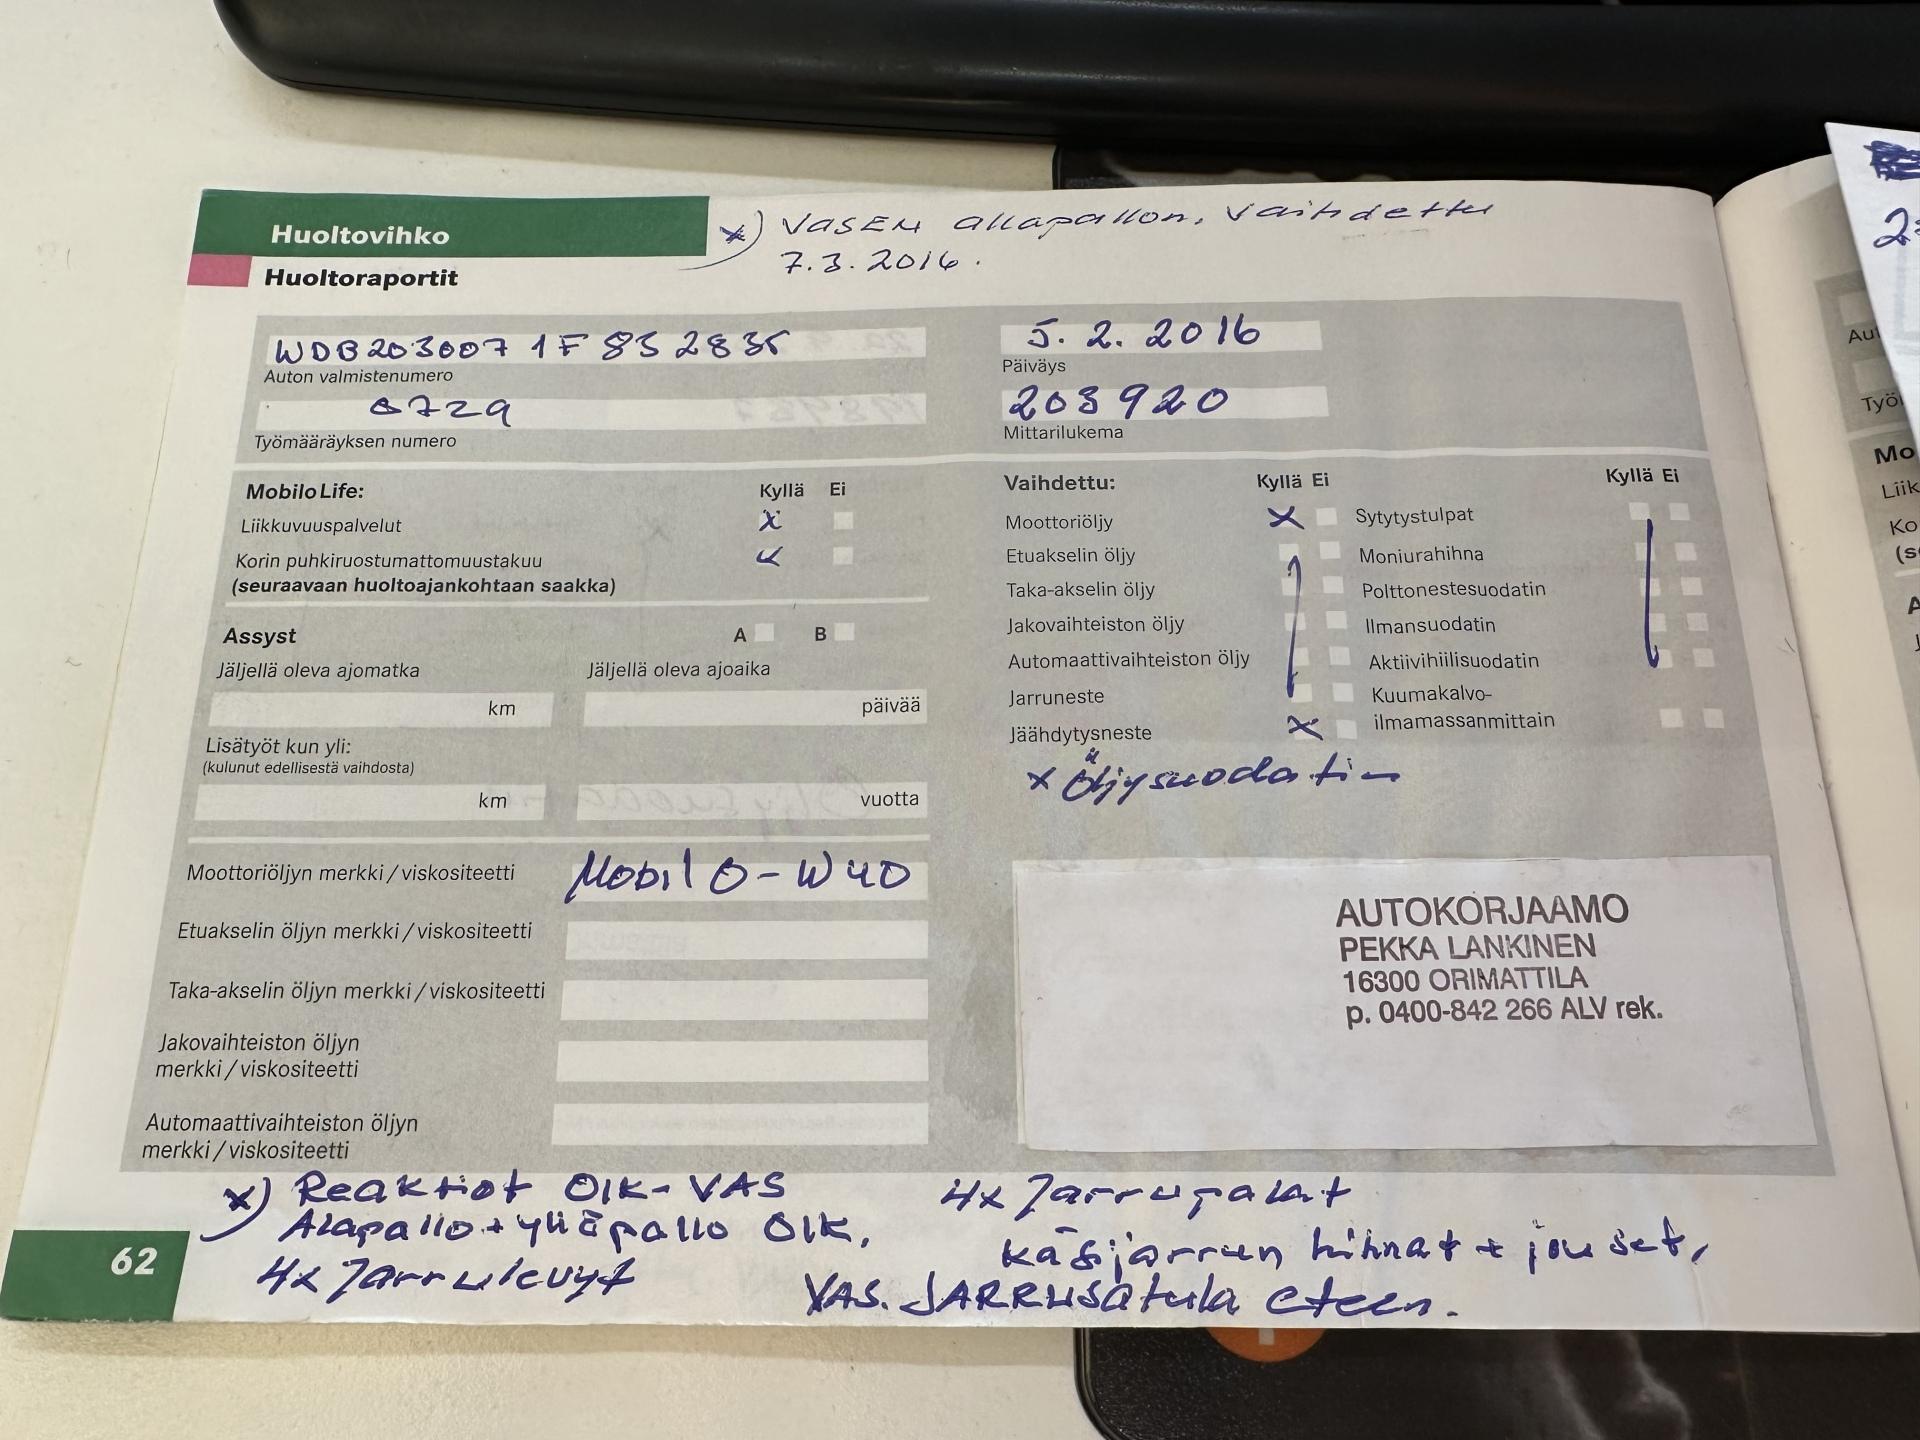 Huoltovihko
Huoltoraportit
x) VASEN allapallon, vaihdettu
7.3.2016.
WDB2030071F832835
Auton valmistenumero
0729
Työmääräyksen numero
5.2.2016
Päiväys
203920
Mittarilukema
MobiloLife: Kyllä Ei
Liikkuvuuspalvelut x
Korin puhkiruostumattomuustakuu
(seuraavaan huoltoajankohtaan saakka)
Assyst A B
Jäljellä oleva ajomatka Jäljellä oleva ajoaika
km päivää
Lisätyöt kun yli:
(kulunut edellisestä vaihdosta)
km vuotta
Moottoriöljyn merkki / viskositeetti Mobil 0-W40
Etuakselin öljyn merkki / viskositeetti
Taka-akselin öljyn merkki / viskositeetti
Jakovaihteiston öljyn
merkki / viskositeetti
Automaattivaihteiston öljyn
merkki / viskositeetti
Vaihdettu: Kyllä Ei Kyllä Ei
Moottoriöljy x Sytytystulpat
Etuakselin öljy Moniurahihna
Taka-akselin öljy Polttonestesuodatin
Jakovaihteiston öljy Ilmansuodatin
Automaattivaihteiston öljy Aktiivihiilisuodatin
Jarruneste Kuumakalvo-
Jäähdytysneste x ilmamassanmittain
x Öljysuodatin
AUTOKORJAAMO
PEKKA LANKINEN
16300 ORIMATTILA
p. 0400-842 266 ALV rek.
x) Reaktiot OIK-VAS
Alapallo + yläpallo OIK,
4x Jarrulevyt
4x Jarrupalat
käsijarrun hihnat + jouset,
VAS. JARRUSatula eteen.
62